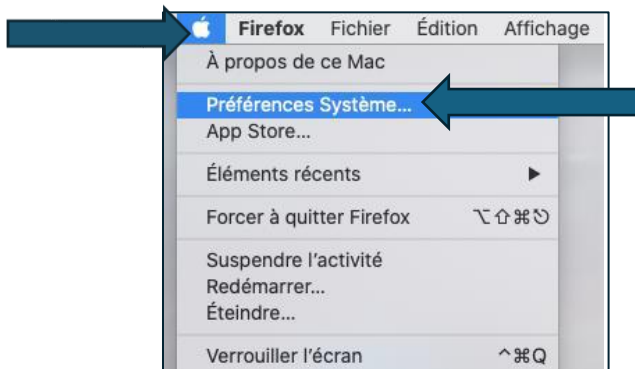 Firefox Fichier Édition Affichage
À propos de ce Mac
Préférences Système...
App Store...
Éléments récents
Forcer à quitter Firefox ⌥⇧⌘⎋
Suspendre l'activité
Redémarrer...
Éteindre...
Verrouiller l'écran ^⌘Q